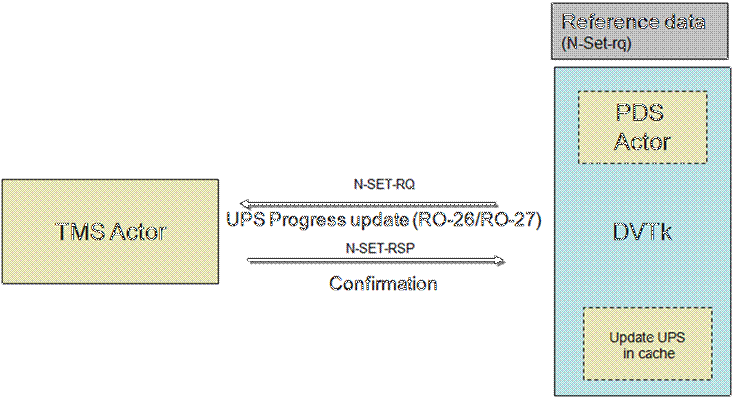 Reference data
(N-Set-rq)
PDS
Actor
N-SET-RQ
UPS Progress update (RO-26/RO-27)
TMS Actor
DVTk
N-SET-RSP
Confirmation
Update UPS
in cache